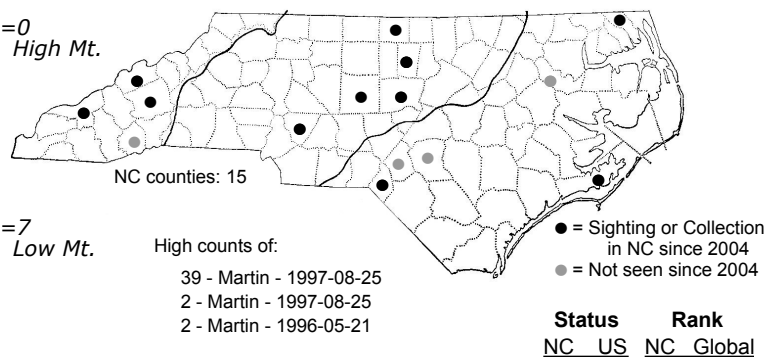 =0
High Mt.
NC counties: 15
=7
Low Mt.
High counts of:
39 - Martin - 1997-08-25
2 - Martin - 1997-08-25
2 - Martin - 1996-05-21
● = Sighting or Collection
in NC since 2004
● = Not seen since 2004
Status Rank
NC US NC Global